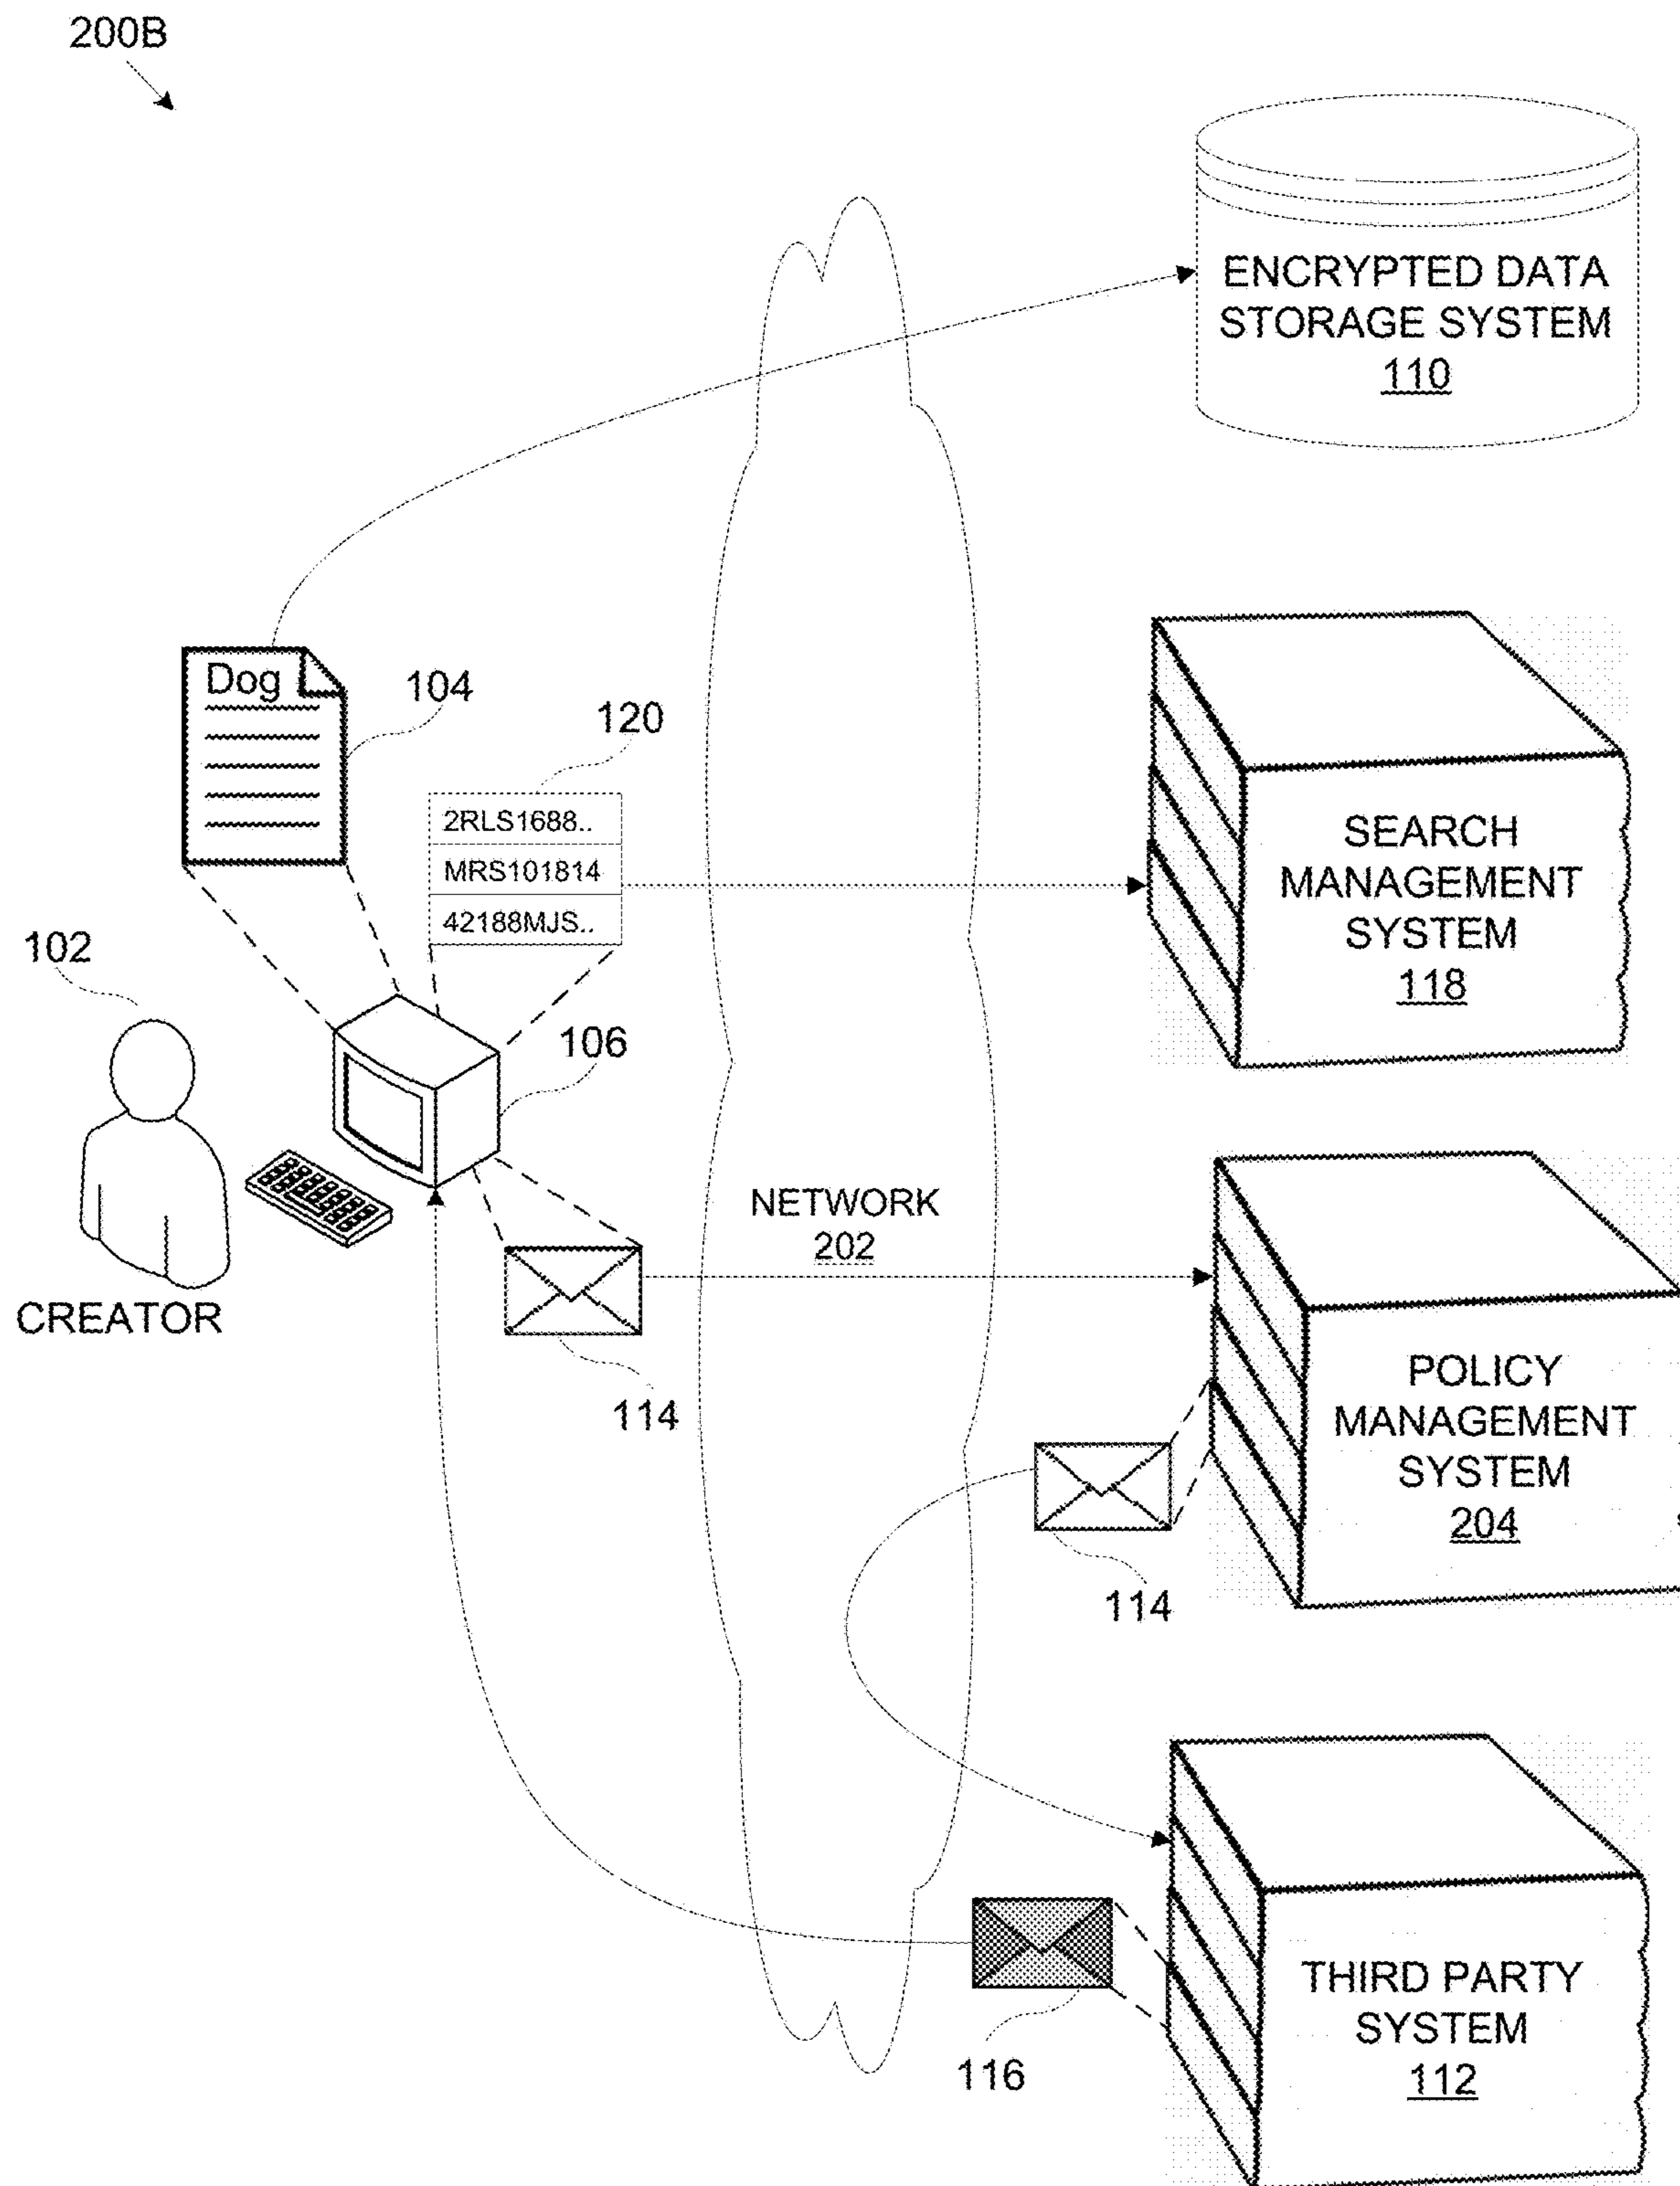 200B
ENCRYPTED DATA
STORAGE SYSTEM
110
Dog
104
120
2RLS1688..
MRS101814
42188MJS..
SEARCH
MANAGEMENT
SYSTEM
118
102
106
CREATOR
NETWORK
202
114
POLICY
MANAGEMENT
SYSTEM
204
114
116
THIRD PARTY
SYSTEM
112